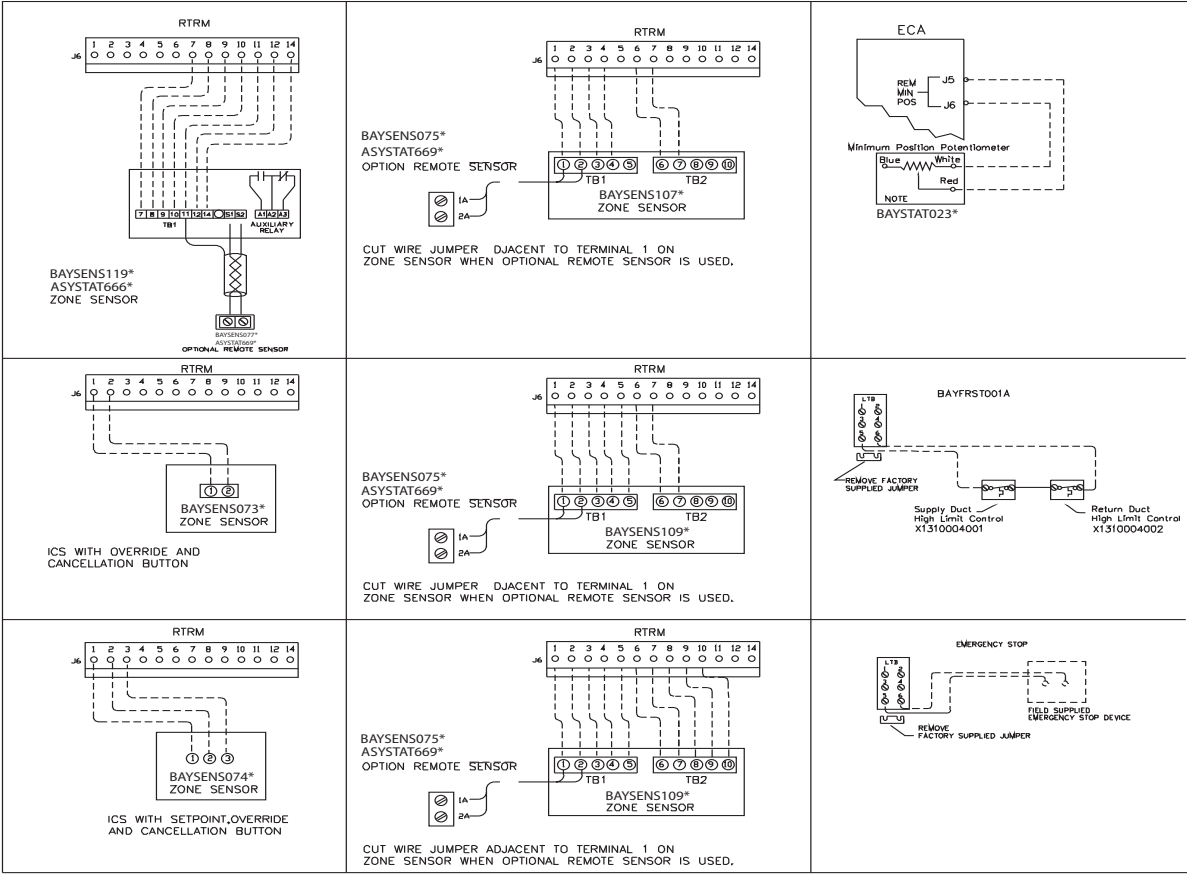 RTRM
J6 1 2 3 4 5 6 7 8 9 10 11 12 14
7 8 9 10 11 12 14 S1 S2 A1 A2 A3
TB1 AUXILIARY
RELAY
BAYSENS119*
ASYSTAT666*
ZONE SENSOR
BAYSENS077*
ASYSTAT669*
OPTIONAL REMOTE SENSOR
RTRM
J6 1 2 3 4 5 6 7 8 9 10 11 12 14
BAYSENS075*
ASYSTAT669*
OPTION REMOTE SENSOR
1 2 3 4 5 6 7 8 9 10
TB1 TB2
1A
2A
BAYSENS107*
ZONE SENSOR
CUT WIRE JUMPER DJACENT TO TERMINAL 1 ON
ZONE SENSOR WHEN OPTIONAL REMOTE SENSOR IS USED.
ECA
REM
MIN
POS
J5
J6
Minimum Position Potentiometer
Blue White
Red
NOTE
BAYSTAT023*
RTRM
J6 1 2 3 4 5 6 7 8 9 10 11 12 14
1 2
BAYSENS073*
ZONE SENSOR
ICS WITH OVERRIDE AND
CANCELLATION BUTTON
RTRM
J6 1 2 3 4 5 6 7 8 9 10 11 12 14
BAYSENS075*
ASYSTAT669*
OPTION REMOTE SENSOR
1 2 3 4 5 6 7 8 9 10
TB1 TB2
1A
2A
BAYSENS109*
ZONE SENSOR
CUT WIRE JUMPER DJACENT TO TERMINAL 1 ON
ZONE SENSOR WHEN OPTIONAL REMOTE SENSOR IS USED.
BAYFRST001A
LTB
1 2
3 4
5 6
REMOVE FACTORY
SUPPLIED JUMPER
Supply Duct
High Limit Control
X1310004001
Return Duct
High Limit Control
X1310004002
RTRM
J6 1 2 3 4 5 6 7 8 9 10 11 12 14
1 2 3
BAYSENS074*
ZONE SENSOR
ICS WITH SETPOINT,OVERRIDE
AND CANCELLATION BUTTON
RTRM
J6 1 2 3 4 5 6 7 8 9 10 11 12 14
BAYSENS075*
ASYSTAT669*
OPTION REMOTE SENSOR
1 2 3 4 5 6 7 8 9 10
TB1 TB2
1A
2A
BAYSENS109*
ZONE SENSOR
CUT WIRE JUMPER ADJACENT TO TERMINAL 1 ON
ZONE SENSOR WHEN OPTIONAL REMOTE SENSOR IS USED.
EMERGENCY STOP
LTB
1 2
3 4
5 6
REMOVE
FACTORY SUPPLIED JUMPER
FIELD SUPPLIED
EMERGENCY STOP DEVICE